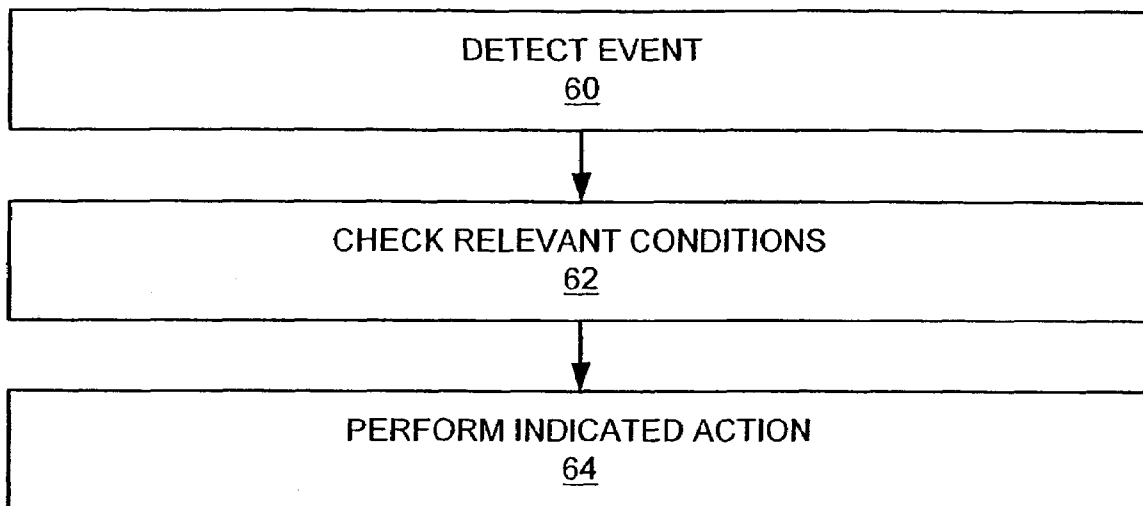 DETECT EVENT
60
CHECK RELEVANT CONDITIONS
62
PERFORM INDICATED ACTION
64